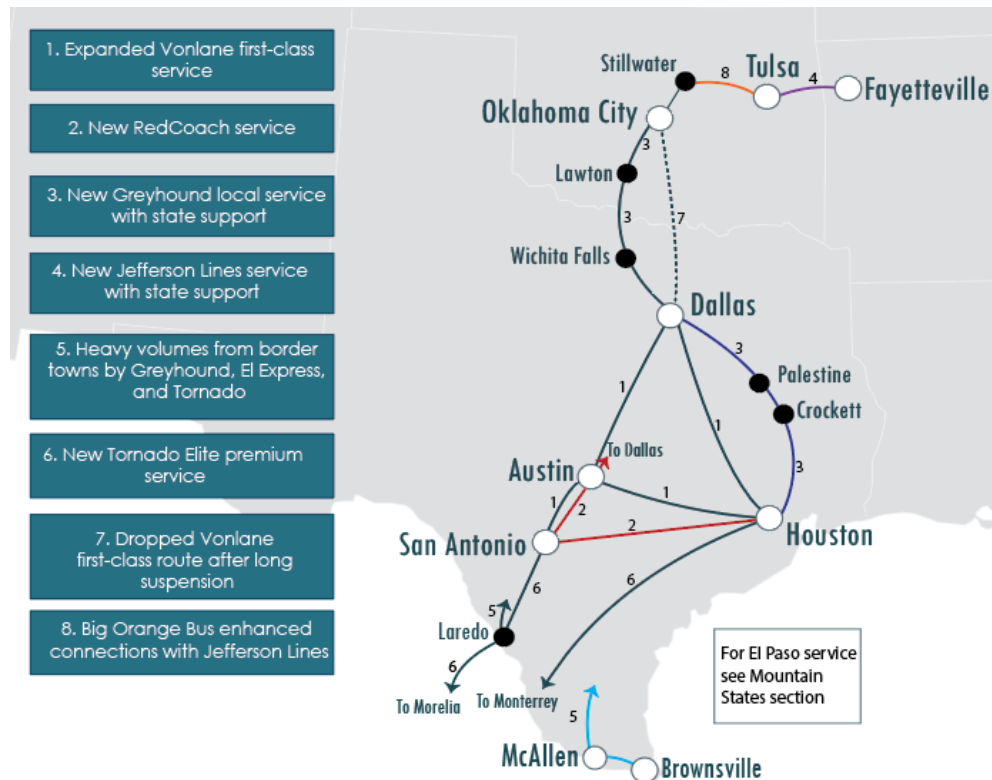 1. Expanded Vonlane first-class
service
2. New RedCoach service
3. New Greyhound local service
with state support
4. New Jefferson Lines service
with state support
5. Heavy volumes from border
towns by Greyhound, El Express,
and Tornado
6. New Tornado Elite premium
service
7. Dropped Vonlane
first-class route after long
suspension
8. Big Orange Bus enhanced
connections with Jefferson Lines
Stillwater
8
Tulsa
4
Fayetteville
Oklahoma City
3
Lawton
7
3
Wichita Falls
Dallas
3
Palestine
1
Crockett
1
To Dallas
Austin
3
1
1
2
2
San Antonio
Houston
6
6
5
Laredo
6
To Morelia
To Monterrey
5
McAllen
Brownsville
For El Paso service
see Mountain
States section